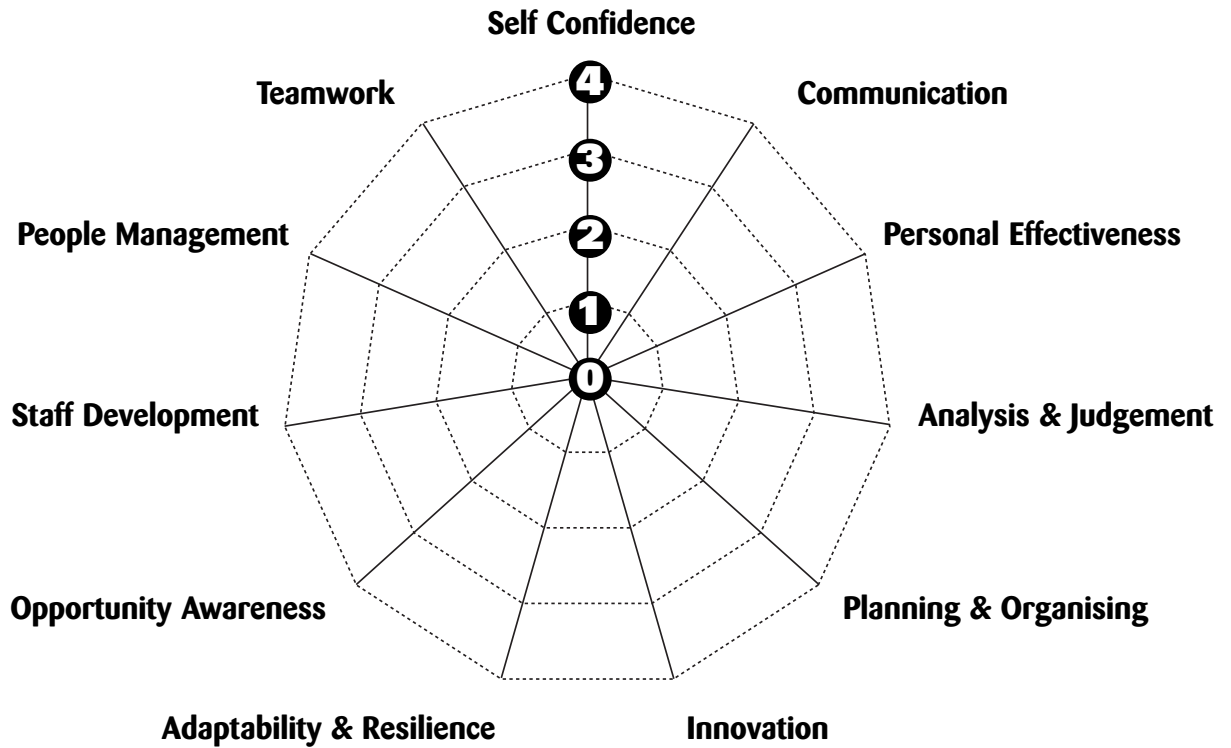 Self Confidence
4
Teamwork
Communication
3
People Management
2
Personal Effectiveness
1
0
Staff Development
Analysis & Judgement
Opportunity Awareness
Planning & Organising
Adaptability & Resilience
Innovation